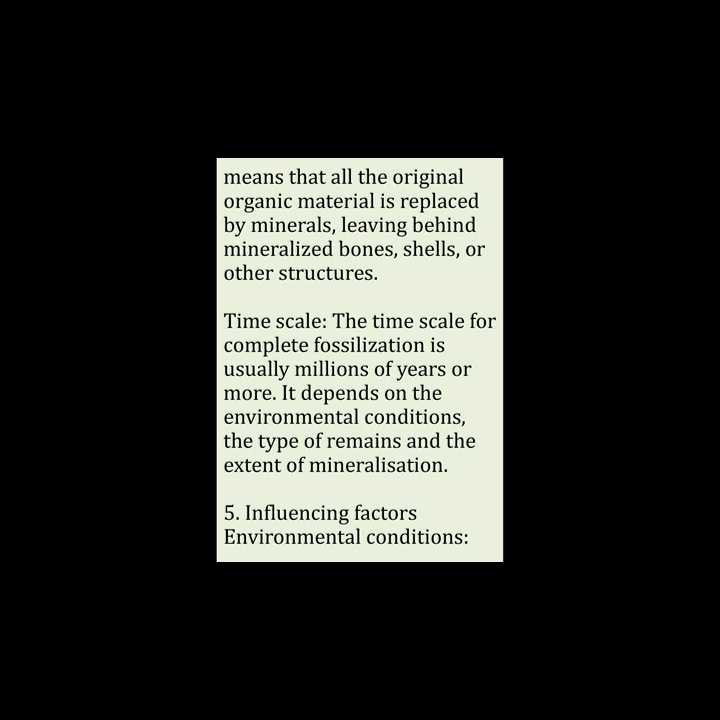 means that all the original
organic material is replaced
by minerals, leaving behind
mineralized bones, shells, or
other structures.
Time scale: The time scale for
complete fossilization is
usually millions of years or
more. It depends on the
environmental conditions,
the type of remains and the
extent of mineralisation.
5. Influencing factors
Environmental conditions: